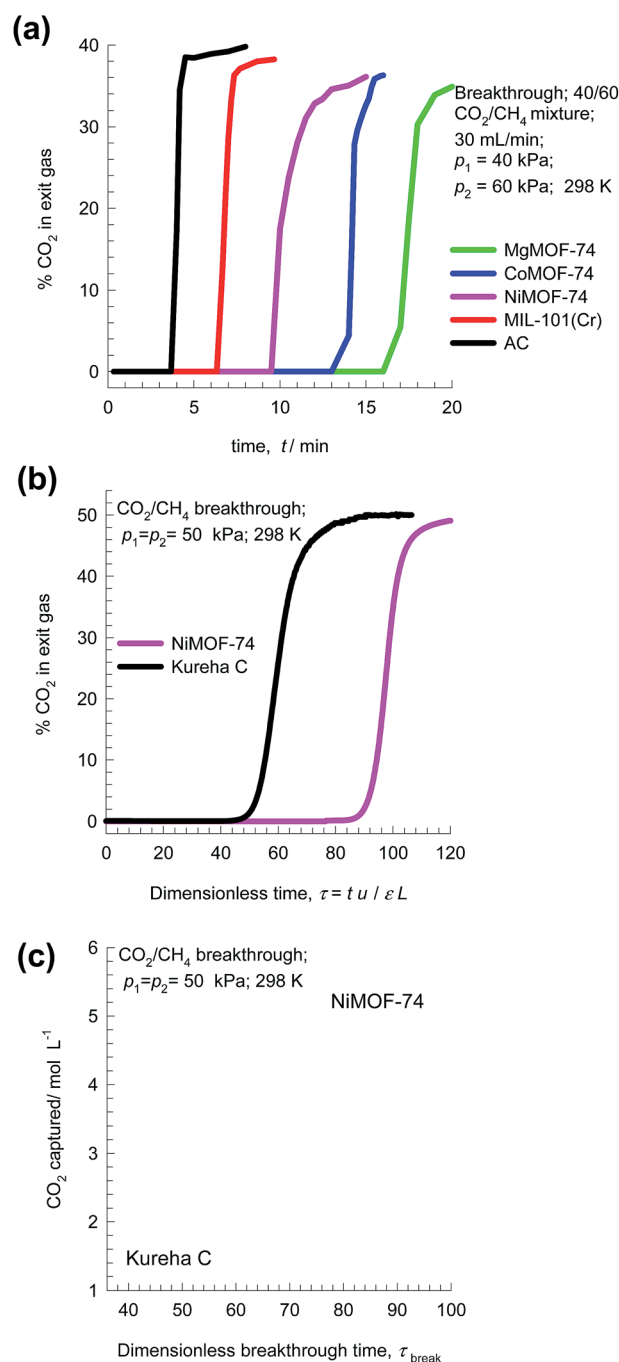 (a)
40
30
20
10
0
% CO2 in exit gas
Breakthrough; 40/60
CO2/CH4 mixture;
30 mL/min;
p1 = 40 kPa;
p2 = 60 kPa; 298 K
MgMOF-74
CoMOF-74
NiMOF-74
MIL-101(Cr)
AC
5 10 15 20
time, t / min
(b)
50
40
30
20
10
0
% CO2 in exit gas
CO2/CH4 breakthrough;
p1=p2= 50 kPa; 298 K
NiMOF-74
Kureha C
0 20 40 60 80 100 120
Dimensionless time, τ = t u / ε L
(c)
6
5
4
3
2
1
CO2 captured/ mol L-1
CO2/CH4 breakthrough;
p1=p2= 50 kPa; 298 K
NiMOF-74
Kureha C
40 50 60 70 80 90 100
Dimensionless breakthrough time, τbreak